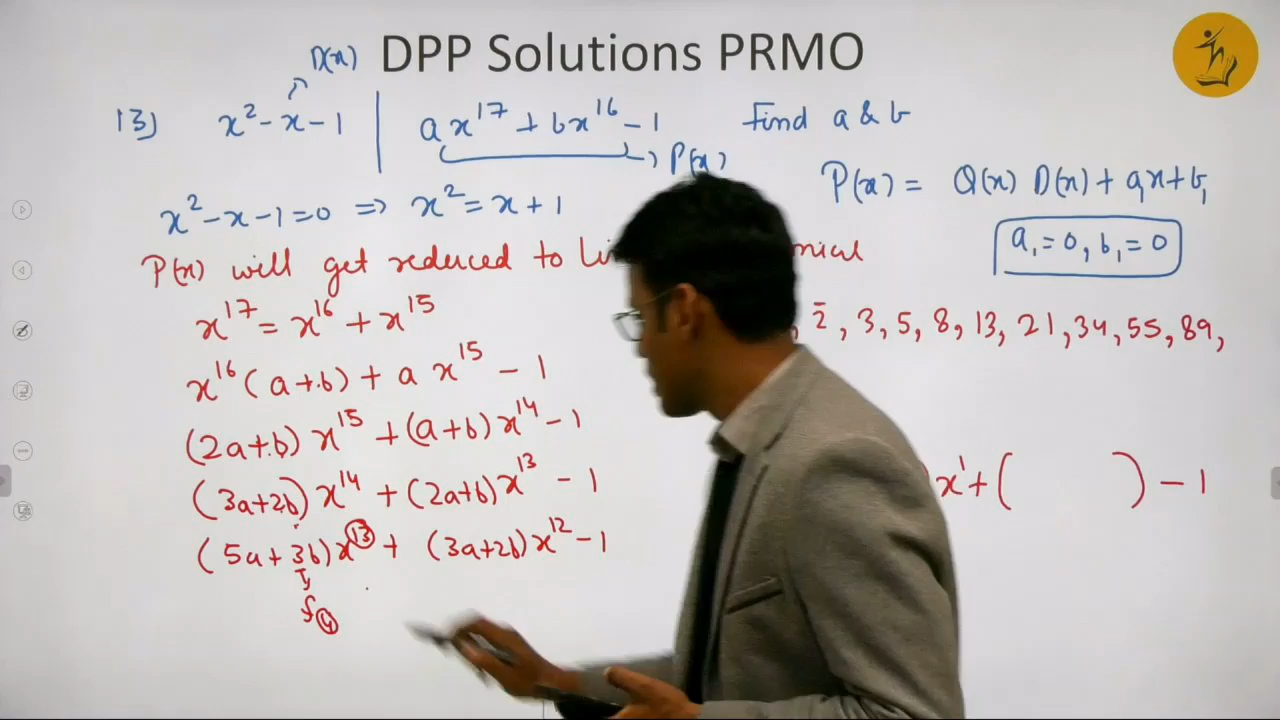 DPP Solutions PRMO
D(x)
13) x² - x - 1 | ax¹⁷ + bx¹⁶ - 1 Find a & b
P(x)
P(x) = Q(x) D(x) + a₁x + b₁
x² - x - 1 = 0 => x² = x + 1
a₁ = 0, b₁ = 0
P(x) will get reduced to
x¹⁷ = x¹⁶ + x¹⁵
2, 3, 5, 8, 13, 21, 34, 55, 89,
x¹⁶ (a+b) + a x¹⁵ - 1
(2a+b) x¹⁵ + (a+b) x¹⁴ - 1
(3a+2b) x¹⁴ + (2a+b) x¹³ - 1
x¹ + ( ) - 1
(5a+3b) x¹³ + (3a+2b) x¹² - 1
f₄